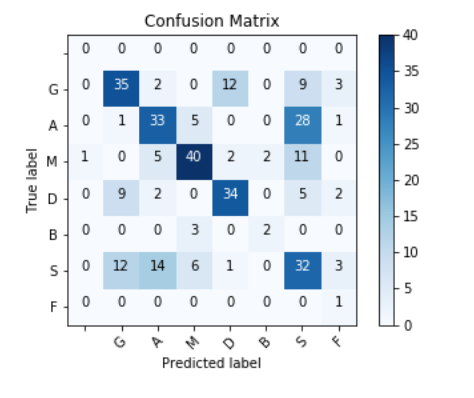 Confusion Matrix
0 0 0 0 0 0 0 0
G 0 35 2 0 12 0 9 3
A 0 1 33 5 0 0 28 1
M 1 0 5 40 2 2 11 0
D 0 9 2 0 34 0 5 2
B 0 0 0 3 0 2 0 0
S 0 12 14 6 1 0 32 3
F 0 0 0 0 0 0 0 1
G A M D B S F
Predicted label
True label
40
35
30
25
20
15
10
5
0